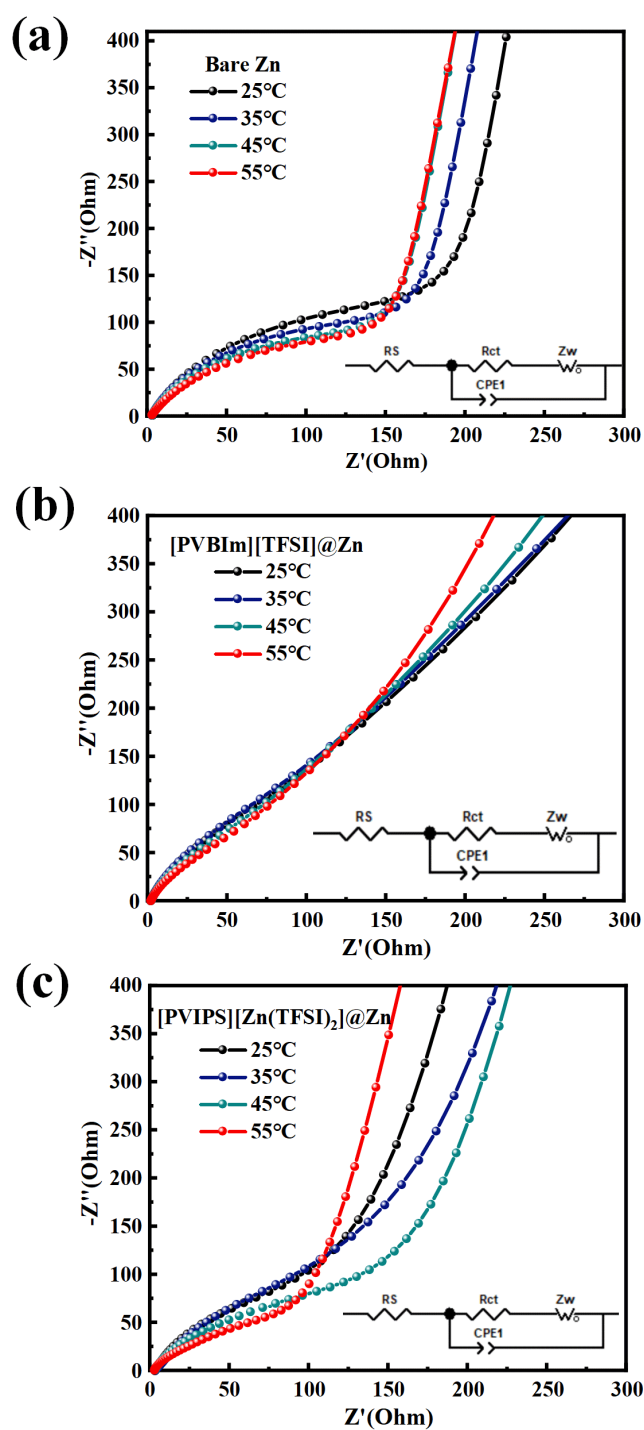 (a)
Bare Zn
25℃
35℃
45℃
55℃
-Z''(Ohm)
400
350
300
250
200
150
100
50
0
RS
Rct
Zw
CPE1
0 50 100 150 200 250 300
Z'(Ohm)
(b)
[PVBIm][TFSI]@Zn
25℃
35℃
45℃
55℃
-Z''(Ohm)
400
350
300
250
200
150
100
50
0
RS
Rct
Zw
CPE1
0 50 100 150 200 250 300
Z'(Ohm)
(c)
[PVIPS][Zn(TFSI)₂]@Zn
25℃
35℃
45℃
55℃
-Z''(Ohm)
400
350
300
250
200
150
100
50
0
RS
Rct
Zw
CPE1
0 50 100 150 200 250 300
Z'(Ohm)